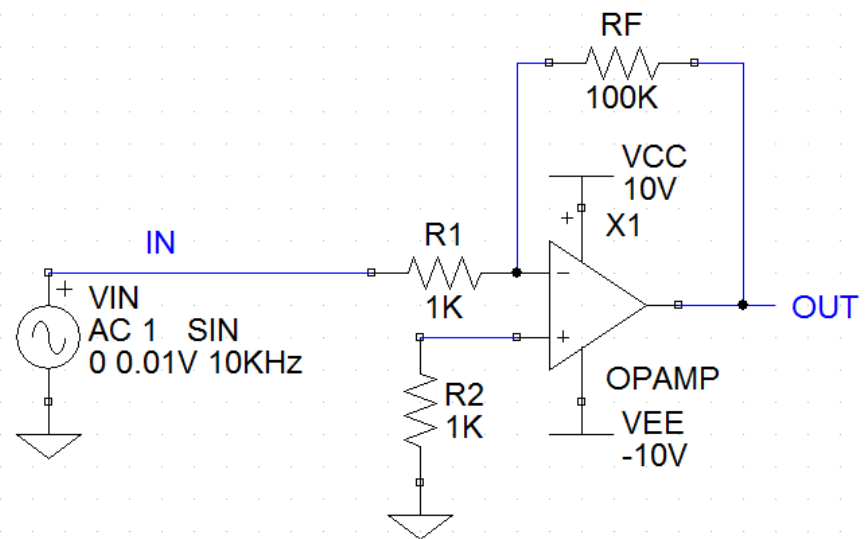 RF
100K
VCC
10V
+
X1
IN
R1
1K
−
+
VIN
AC 1 SIN
0 0.01V 10KHz
+
OUT
R2
1K
OPAMP
VEE
-10V